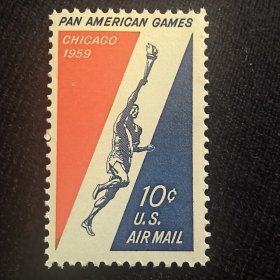 PAN AMERICAN GAMES
CHICAGO
1959
10¢
U.S.
AIR MAIL